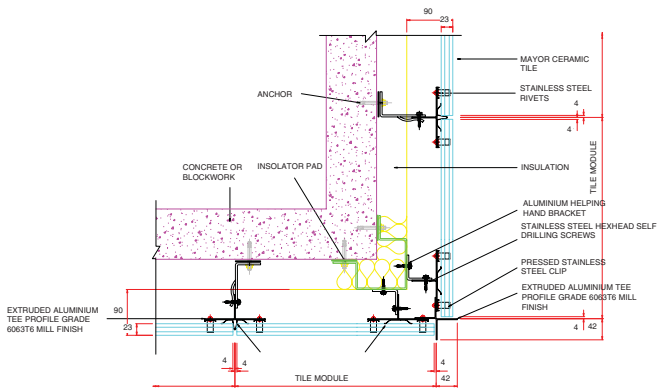 90
23
MAYOR CERAMIC
TILE
STAINLESS STEEL
RIVETS
ANCHOR
4
4
TILE MODULE
CONCRETE OR
BLOCKWORK
INSOLATOR PAD
INSULATION
ALUMINIUM HELPING
HAND BRACKET
STAINLESS STEEL HEXHEAD SELF
DRILLING SCREWS
PRESSED STAINLESS
STEEL CLIP
EXTRUDED ALUMINIUM TEE
PROFILE GRADE 6063T6 MILL
FINISH
EXTRUDED ALUMINIUM
TEE PROFILE GRADE
6063T6 MILL FINISH
90
23
4
42
4
4
4
TILE MODULE
42